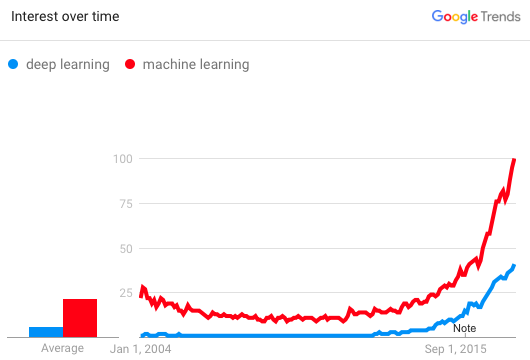 Interest over time
Google Trends
deep learning
machine learning
100
75
50
25
Note
Average
Jan 1, 2004
Sep 1, 2015